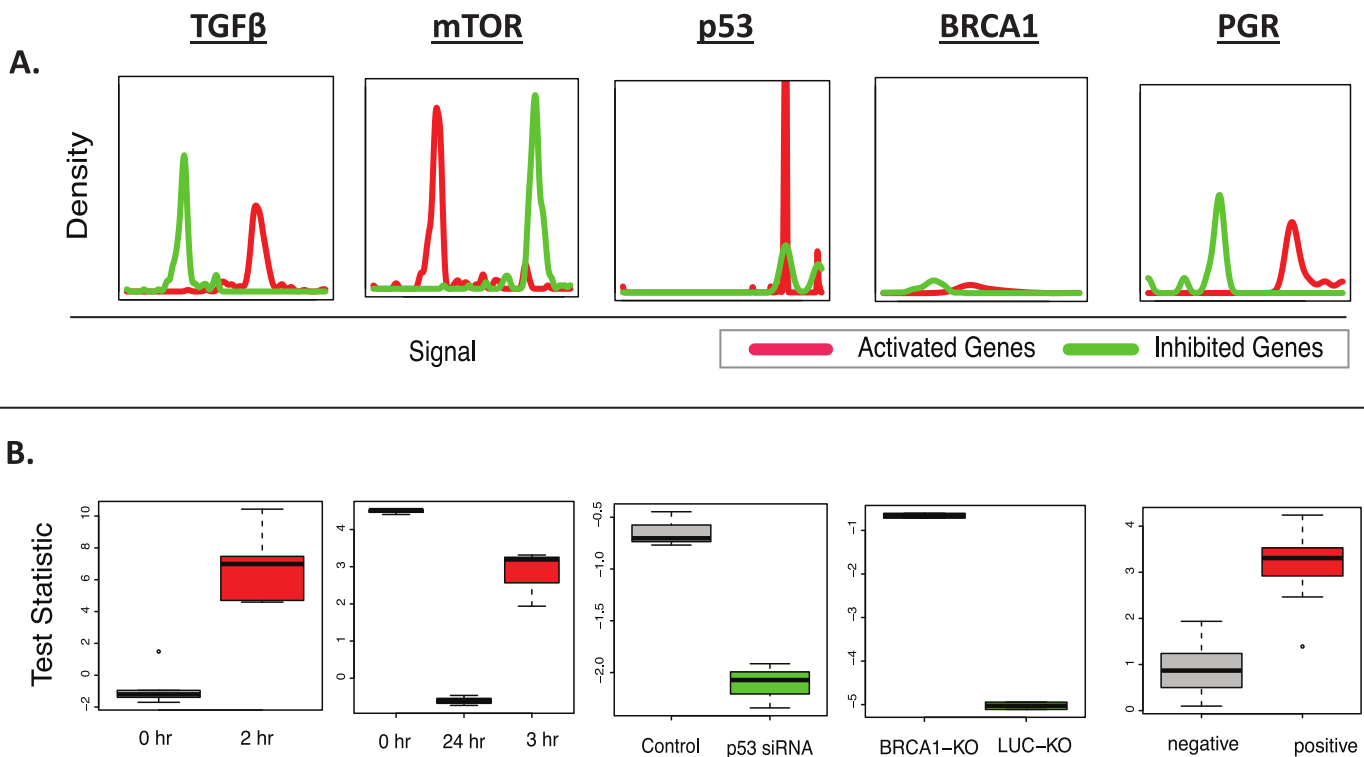 TGFβ mTOR p53 BRCA1 PGR
A.
Density
Signal
Activated Genes Inhibited Genes
B.
Test Statistic
−2 0 2 4 6 8 10
0 hr 2 hr
0 1 2 3 4
0 hr 24 hr 3 hr
−2.0 −1.5 −1.0 −0.5
Control p53 siRNA
−5 −4 −3 −2 −1
BRCA1−KO LUC−KO
0 1 2 3 4
negative positive